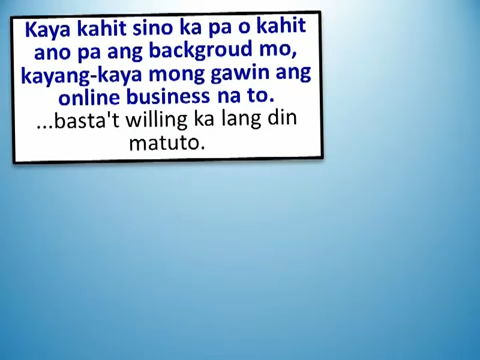 Kaya kahit sino ka pa o kahit
ano pa ang backgroud mo,
kayang-kaya mong gawin ang
online business na to.
...basta't willing ka lang din
matuto.